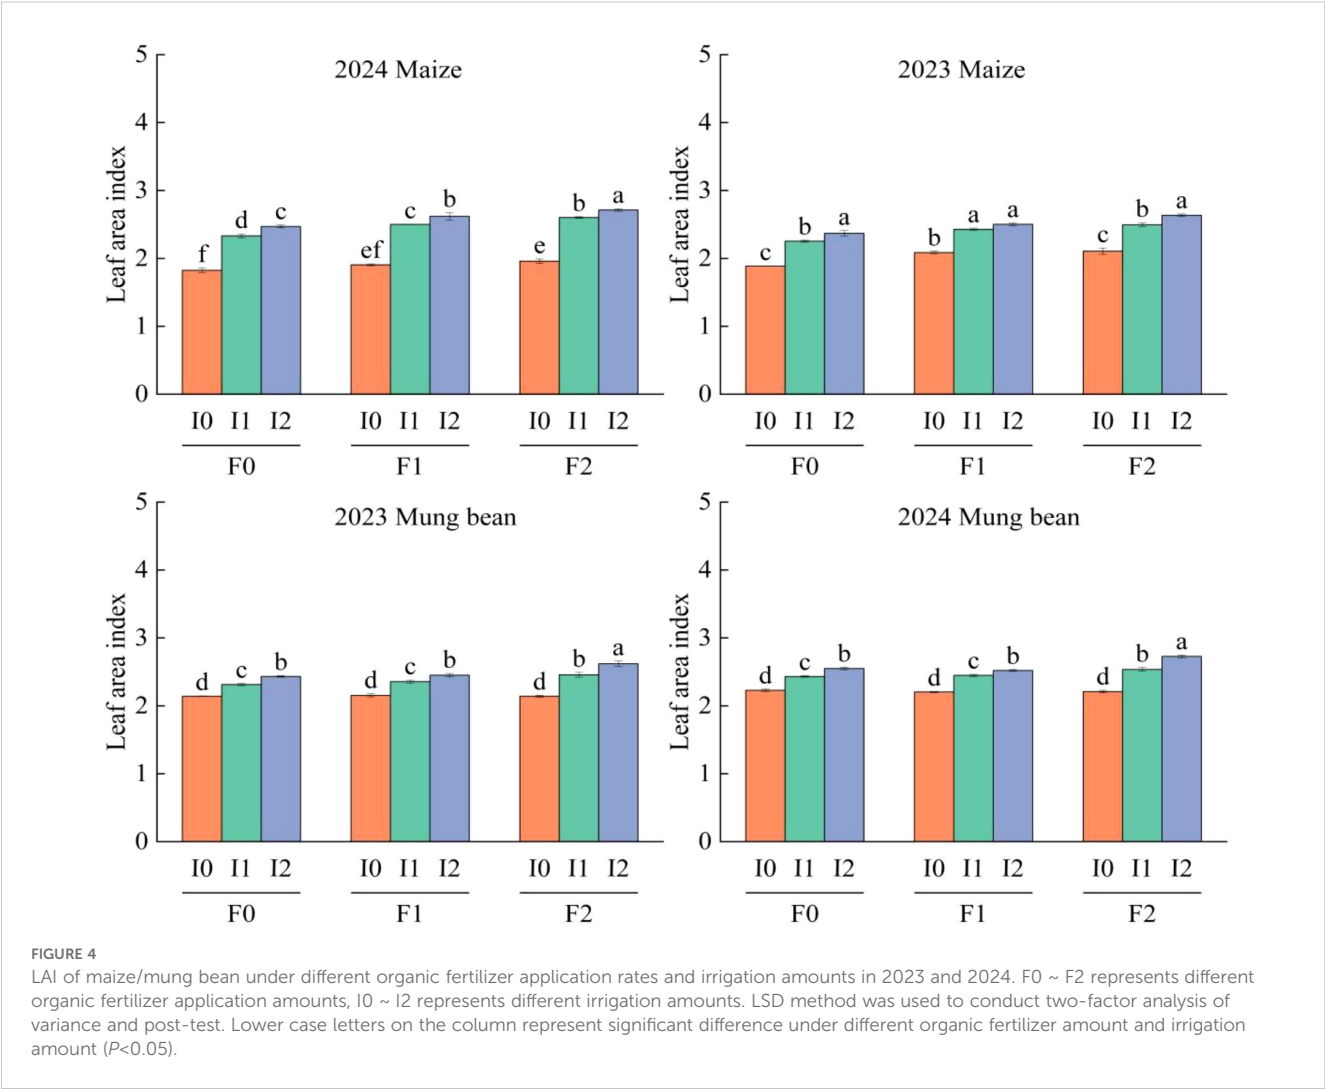 2024 Maize
Leaf area index
5
4
3
2
1
0
f d c ef c b e b a
I0 I1 I2 I0 I1 I2 I0 I1 I2
F0 F1 F2
2023 Maize
Leaf area index
5
4
3
2
1
0
c b a b a a c b a
I0 I1 I2 I0 I1 I2 I0 I1 I2
F0 F1 F2
2023 Mung bean
Leaf area index
5
4
3
2
1
0
d c b d c b d b a
I0 I1 I2 I0 I1 I2 I0 I1 I2
F0 F1 F2
2024 Mung bean
Leaf area index
5
4
3
2
1
0
d c b d c b d b a
I0 I1 I2 I0 I1 I2 I0 I1 I2
F0 F1 F2
FIGURE 4
LAI of maize/mung bean under different organic fertilizer application rates and irrigation amounts in 2023 and 2024. F0 ~ F2 represents different
organic fertilizer application amounts, I0 ~ I2 represents different irrigation amounts. LSD method was used to conduct two-factor analysis of
variance and post-test. Lower case letters on the column represent significant difference under different organic fertilizer amount and irrigation
amount (P<0.05).